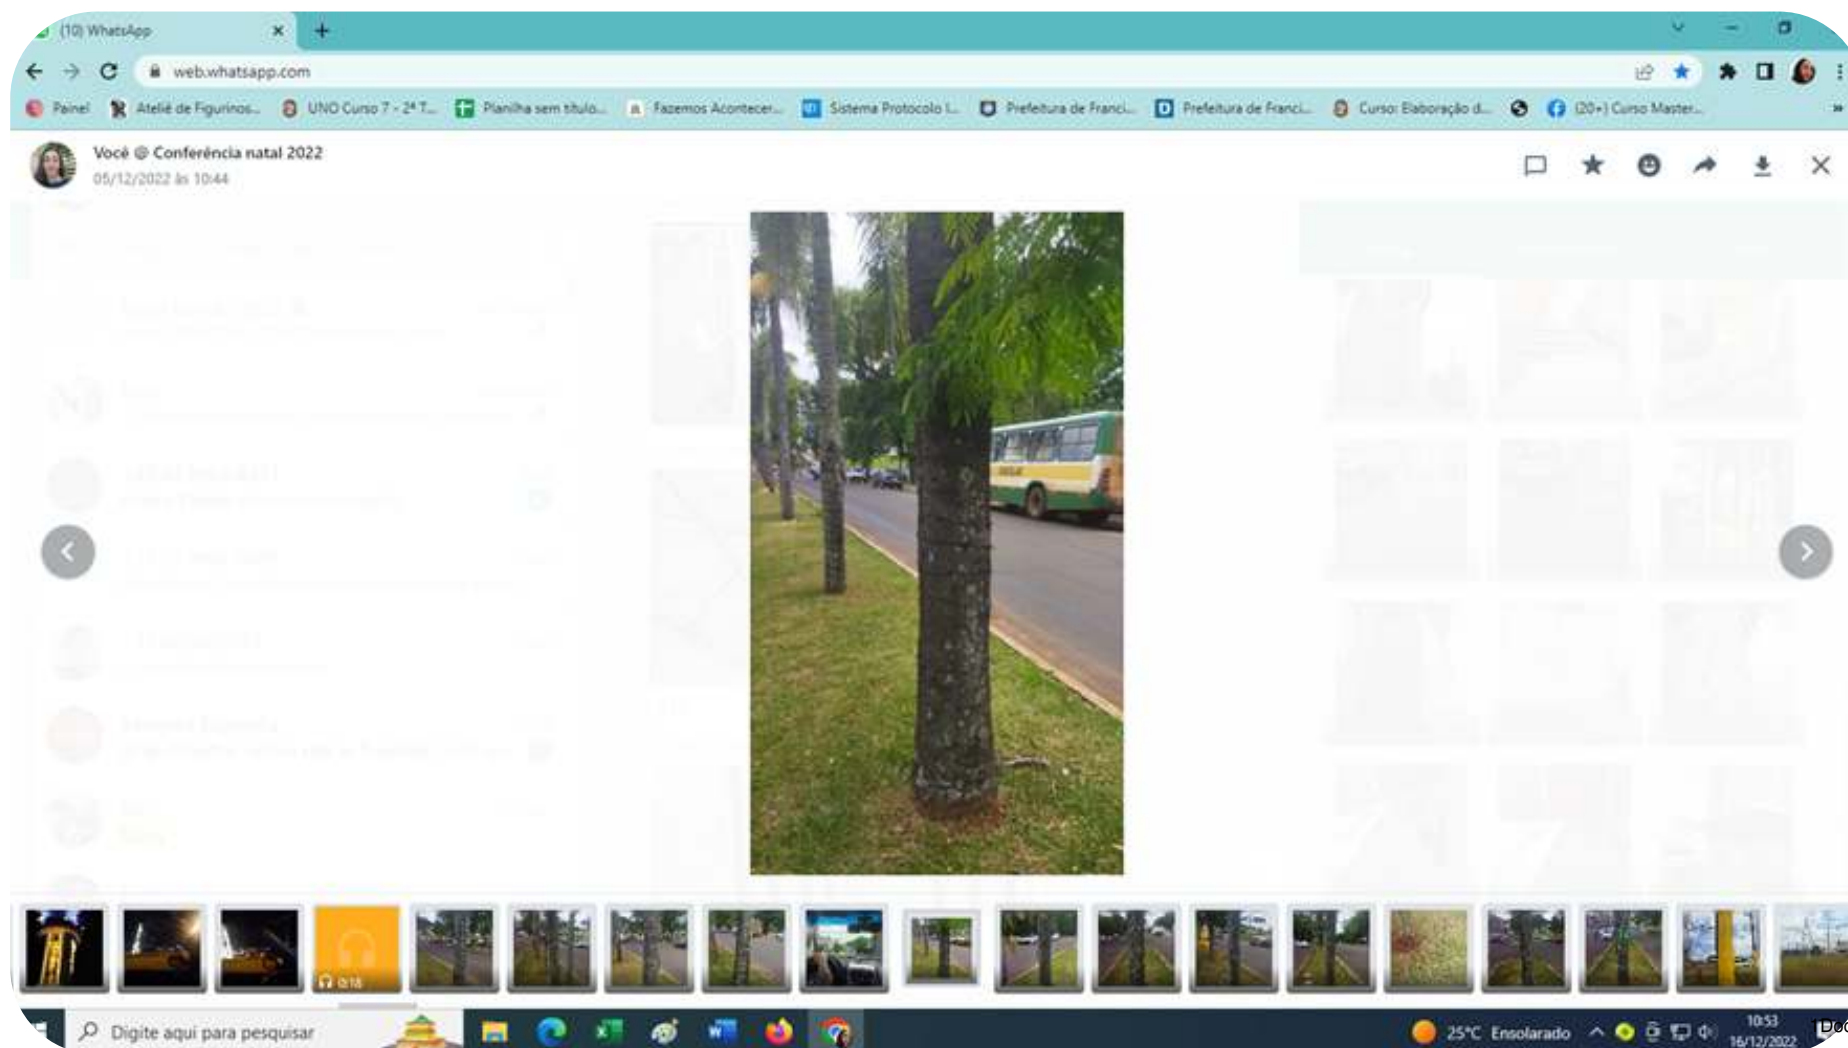 (10) WhatsApp
web.whatsapp.com
Painel Ateliê de Figurinos... UNO Curso 7 - 2ª T... Planilha sem título... Fazemos Acontecer... Sistema Protocolo I... Prefeitura de Franci... Prefeitura de Franci... Curso: Elaboração d... (20+) Curso Master...
Você @ Conferência natal 2022
05/12/2022 às 10:44
0:18
Digite aqui para pesquisar
25°C Ensolarado
10:53
16/12/2022